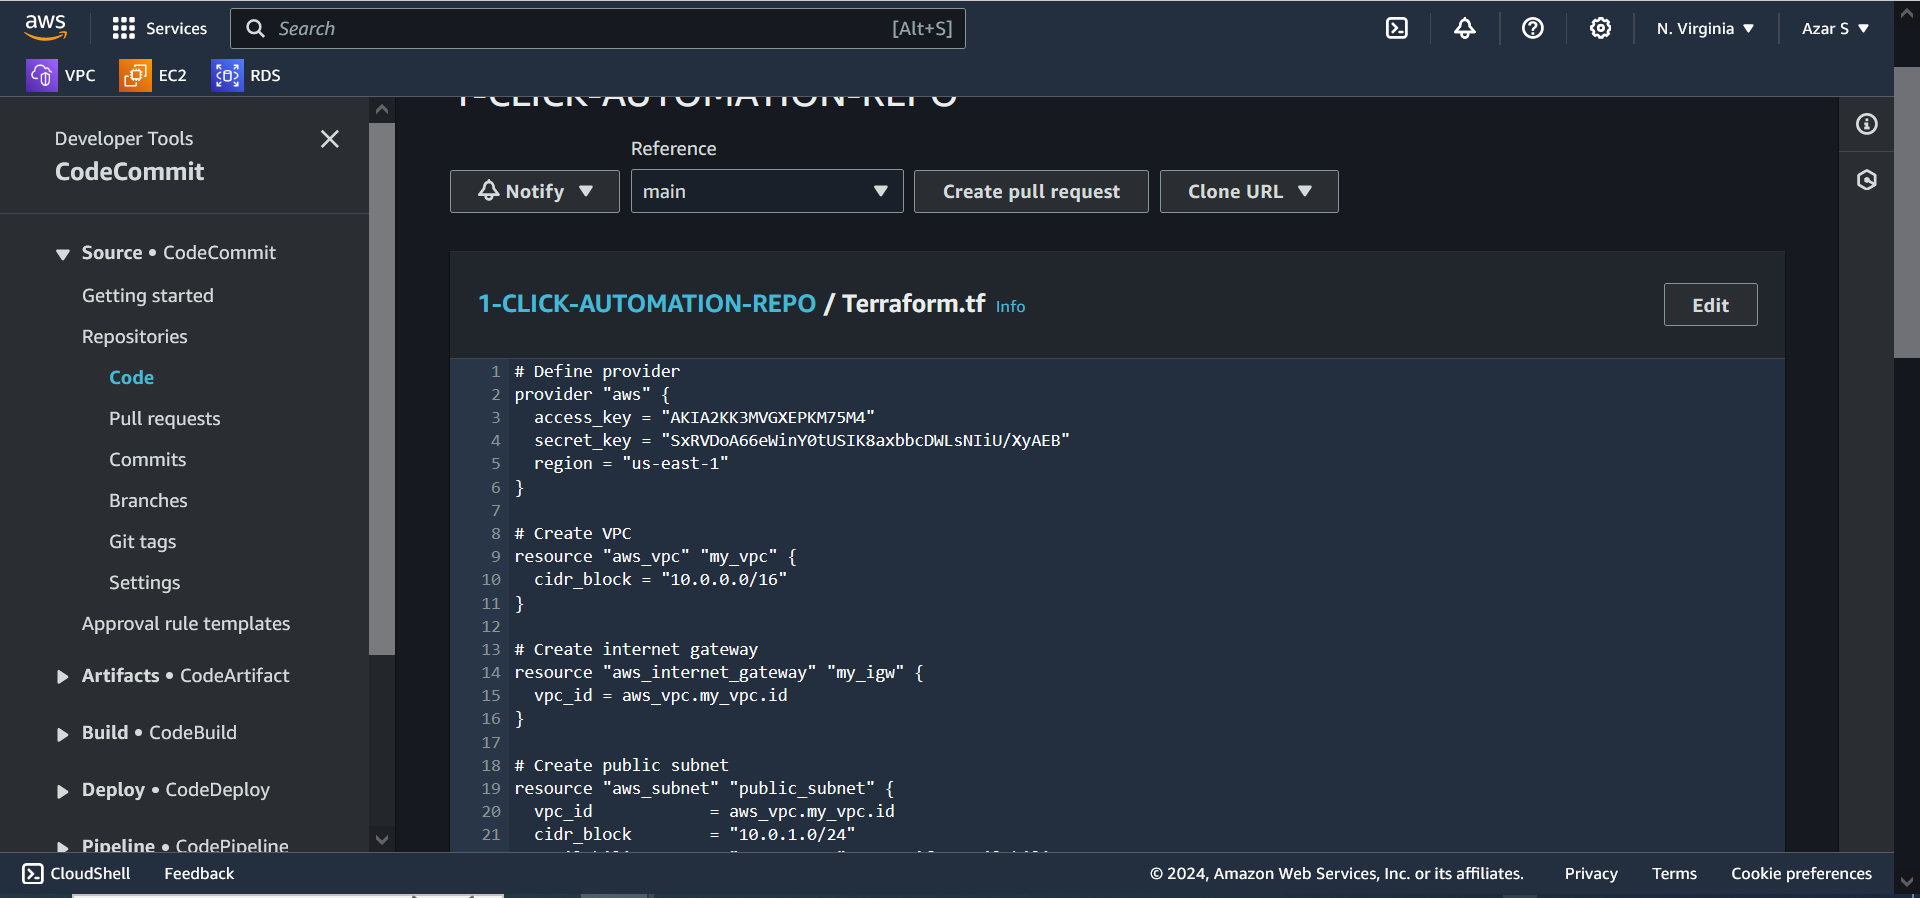 aws
Services
Search
[Alt+S]
N. Virginia
Azar S
VPC
EC2
RDS
1-CLICK-AUTOMATION-REPO
Developer Tools
CodeCommit
Source • CodeCommit
Getting started
Repositories
Code
Pull requests
Commits
Branches
Git tags
Settings
Approval rule templates
Artifacts • CodeArtifact
Build • CodeBuild
Deploy • CodeDeploy
Pipeline • CodePipeline
Reference
Notify
main
Create pull request
Clone URL
1-CLICK-AUTOMATION-REPO / Terraform.tf Info
Edit
1 # Define provider
2 provider "aws" {
3   access_key = "AKIA2KK3MVGXEPKM75M4"
4   secret_key = "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"
5   region = "us-east-1"
6 }
7
8 # Create VPC
9 resource "aws_vpc" "my_vpc" {
10   cidr_block = "10.0.0.0/16"
11 }
12
13 # Create internet gateway
14 resource "aws_internet_gateway" "my_igw" {
15   vpc_id = aws_vpc.my_vpc.id
16 }
17
18 # Create public subnet
19 resource "aws_subnet" "public_subnet" {
20   vpc_id            = aws_vpc.my_vpc.id
21   cidr_block        = "10.0.1.0/24"
CloudShell
Feedback
© 2024, Amazon Web Services, Inc. or its affiliates.
Privacy
Terms
Cookie preferences